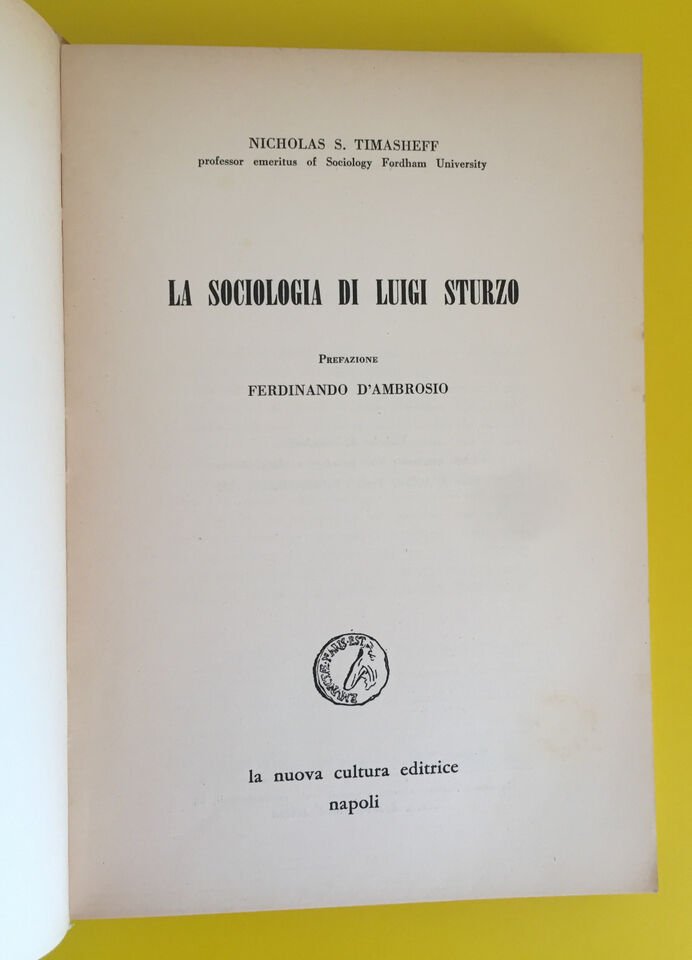 NICHOLAS S. TIMASHEFF
professor emeritus of Sociology Fordham University
LA SOCIOLOGIA DI LUIGI STURZO
PREFAZIONE
FERDINANDO D'AMBROSIO
EST
la nuova cultura editrice
napoli